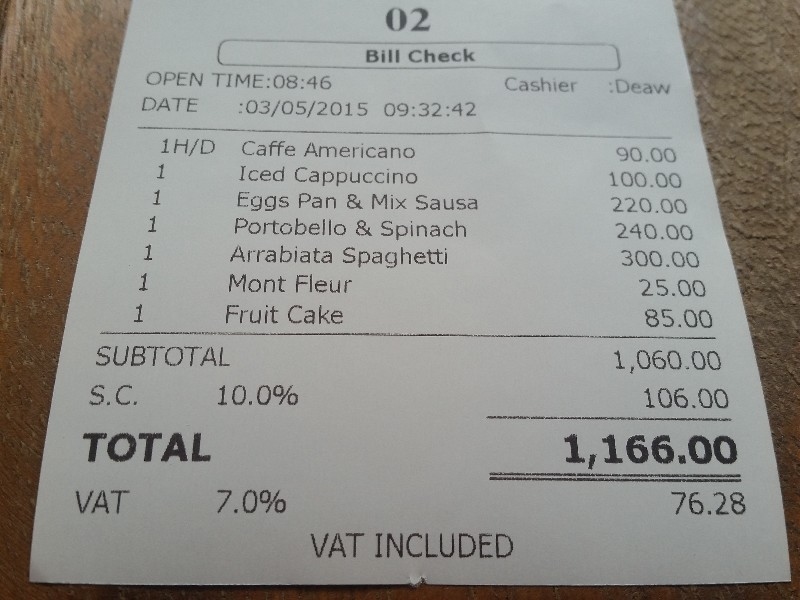 02
Bill Check
OPEN TIME:08:46 Cashier :Deaw
DATE :03/05/2015 09:32:42
1H/D Caffe Americano 90.00
1 Iced Cappuccino 100.00
1 Eggs Pan & Mix Sausa 220.00
1 Portobello & Spinach 240.00
1 Arrabiata Spaghetti 300.00
1 Mont Fleur 25.00
1 Fruit Cake 85.00
SUBTOTAL 1,060.00
S.C. 10.0% 106.00
TOTAL 1,166.00
VAT 7.0% 76.28
VAT INCLUDED